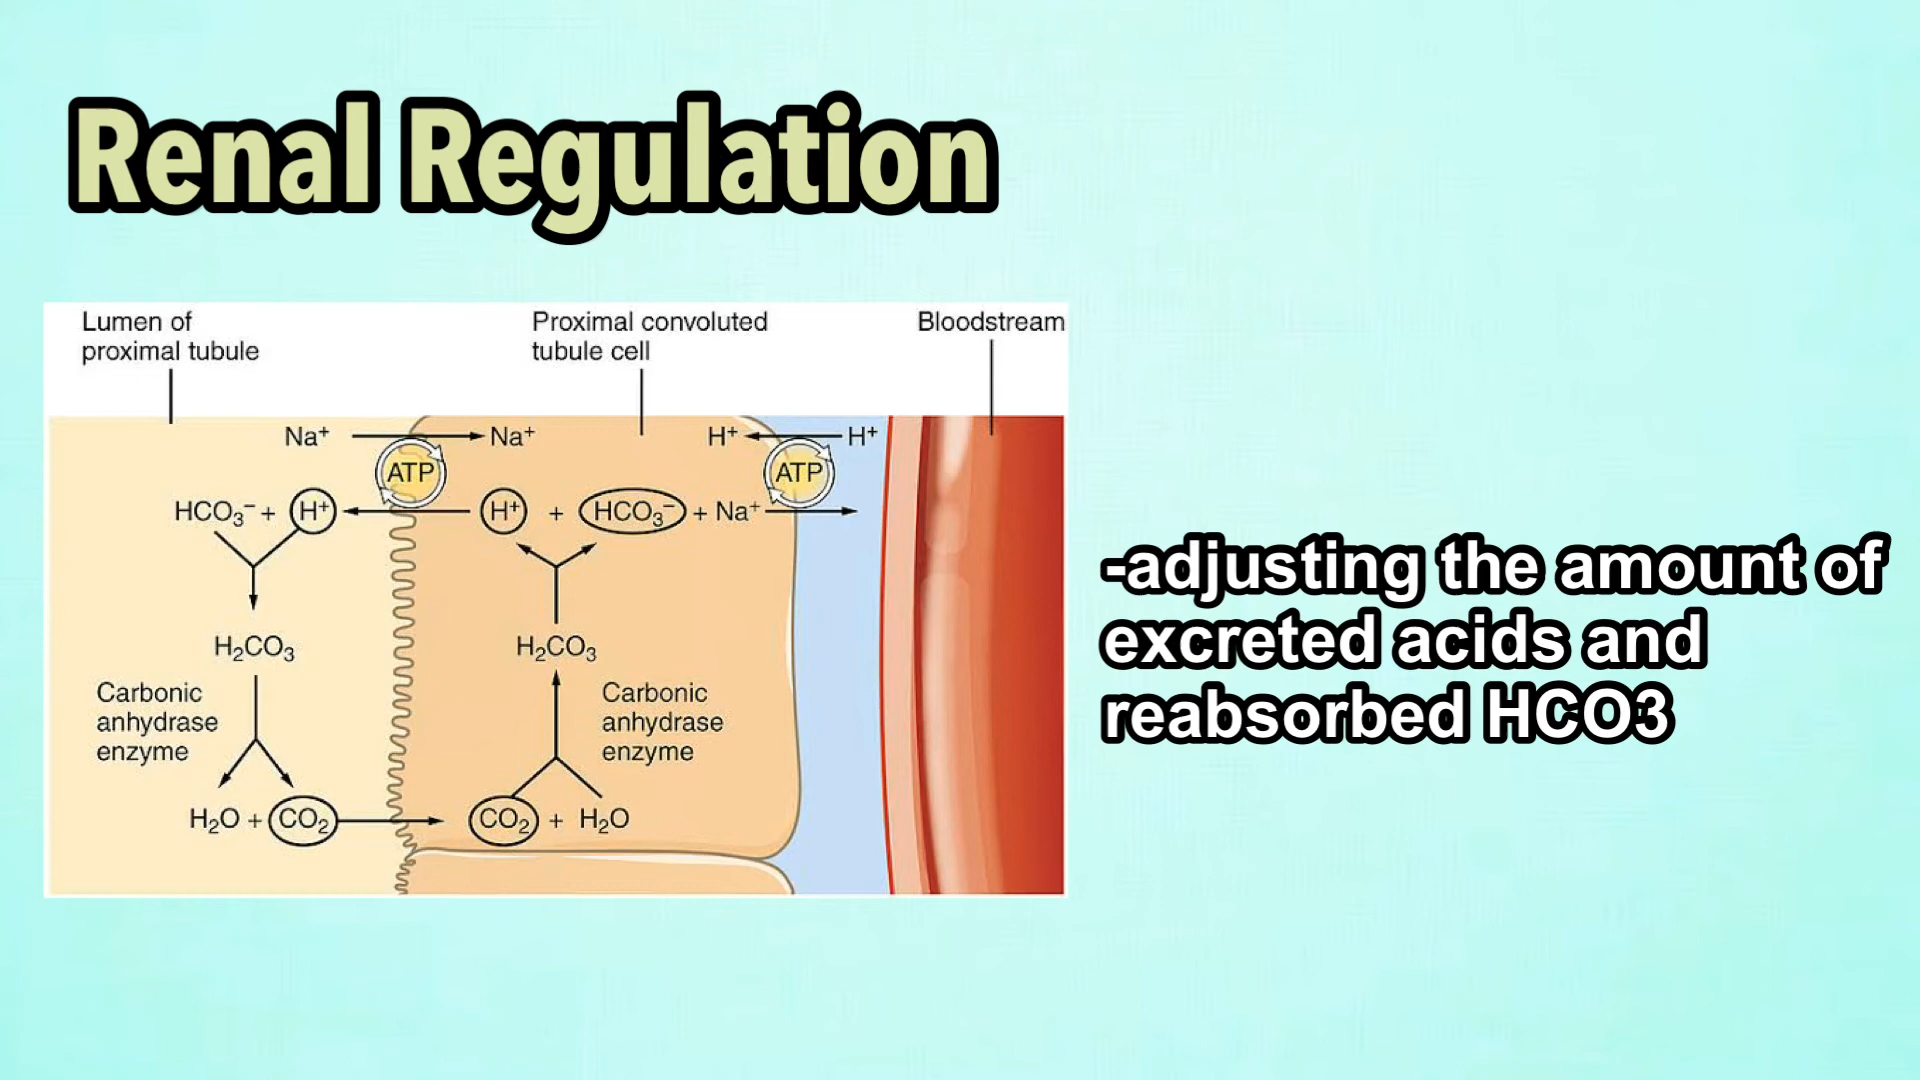 Renal Regulation
Lumen of
proximal tubule
Proximal convoluted
tubule cell
Bloodstream
Na⁺ Na⁺ H⁺ H⁺
ATP ATP
HCO₃⁻ + H⁺ H⁺ + HCO₃⁻ + Na⁺
H₂CO₃ H₂CO₃
Carbonic
anhydrase
enzyme
Carbonic
anhydrase
enzyme
H₂O + CO₂ CO₂ + H₂O
-adjusting the amount of
excreted acids and
reabsorbed HCO3